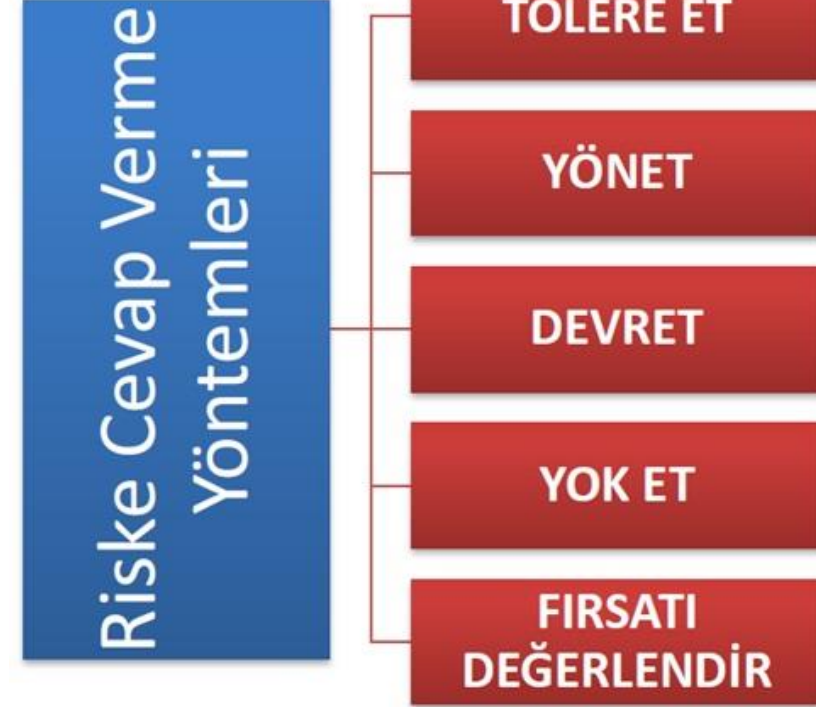 Riske Cevap Verme
Yöntemleri
TOLERE ET
YÖNET
DEVRET
YOK ET
FIRSATI
DEĞERLENDİR